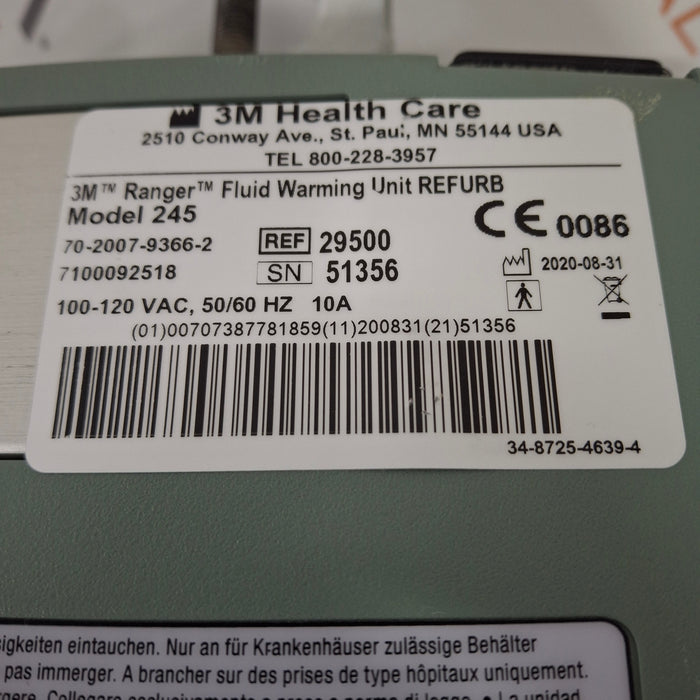 3M Health Care
2510 Conway Ave., St. Paul, MN 55144 USA
TEL 800-228-3957
3M™ Ranger™ Fluid Warming Unit REFURB
Model 245
CE 0086
70-2007-9366-2
REF 29500
7100092518
SN 51356
2020-08-31
100-120 VAC, 50/60 HZ 10A
(01)00707387781859(11)200831(21)51356
34-8725-4639-4
sigkeiten eintauchen. Nur an für Krankenhäuser zulässige Behälter
pas immerger. A brancher sur des prises de type hôpitaux uniquement.